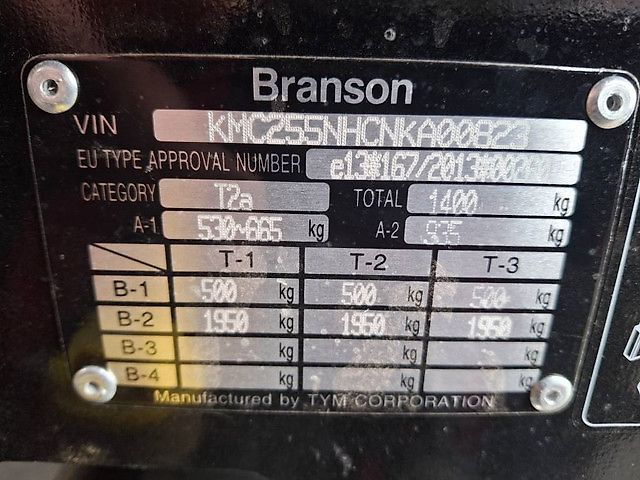 Branson
VIN KMC255NHCNKA00823
EU TYPE APPROVAL NUMBER
CATEGORY T2a TOTAL 1400 kg
A-1 530~665 kg A-2 935 kg
T-1 T-2 T-3
B-1 500 kg 500 kg 500 kg
B-2 1950 kg 1950 kg 1950 kg
B-3 kg kg kg
B-4 kg kg kg
Manufactured by TYM CORPORATION